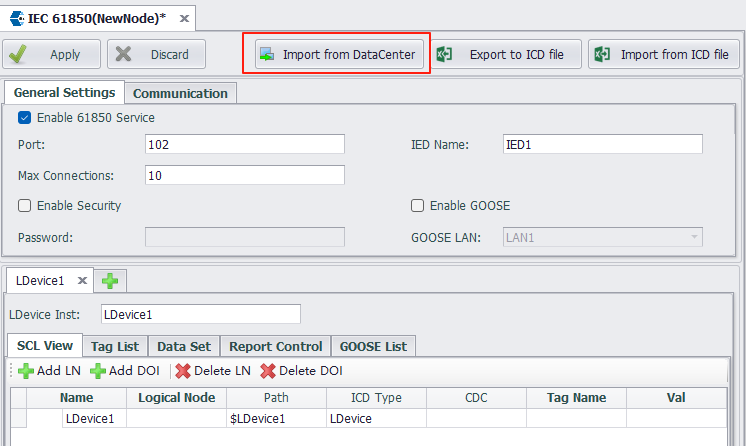 IEC 61850(NewNode)*
Apply Discard Import from DataCenter Export to ICD file Import from ICD file
General Settings Communication
Enable 61850 Service
Port: 102 IED Name: IED1
Max Connections: 10
Enable Security Enable GOOSE
Password: GOOSE LAN: LAN1
LDevice1
LDevice Inst: LDevice1
SCL View Tag List Data Set Report Control GOOSE List
Add LN Add DOI Delete LN Delete DOI
Name Logical Node Path ICD Type CDC Tag Name Val
LDevice1 $LDevice1 LDevice